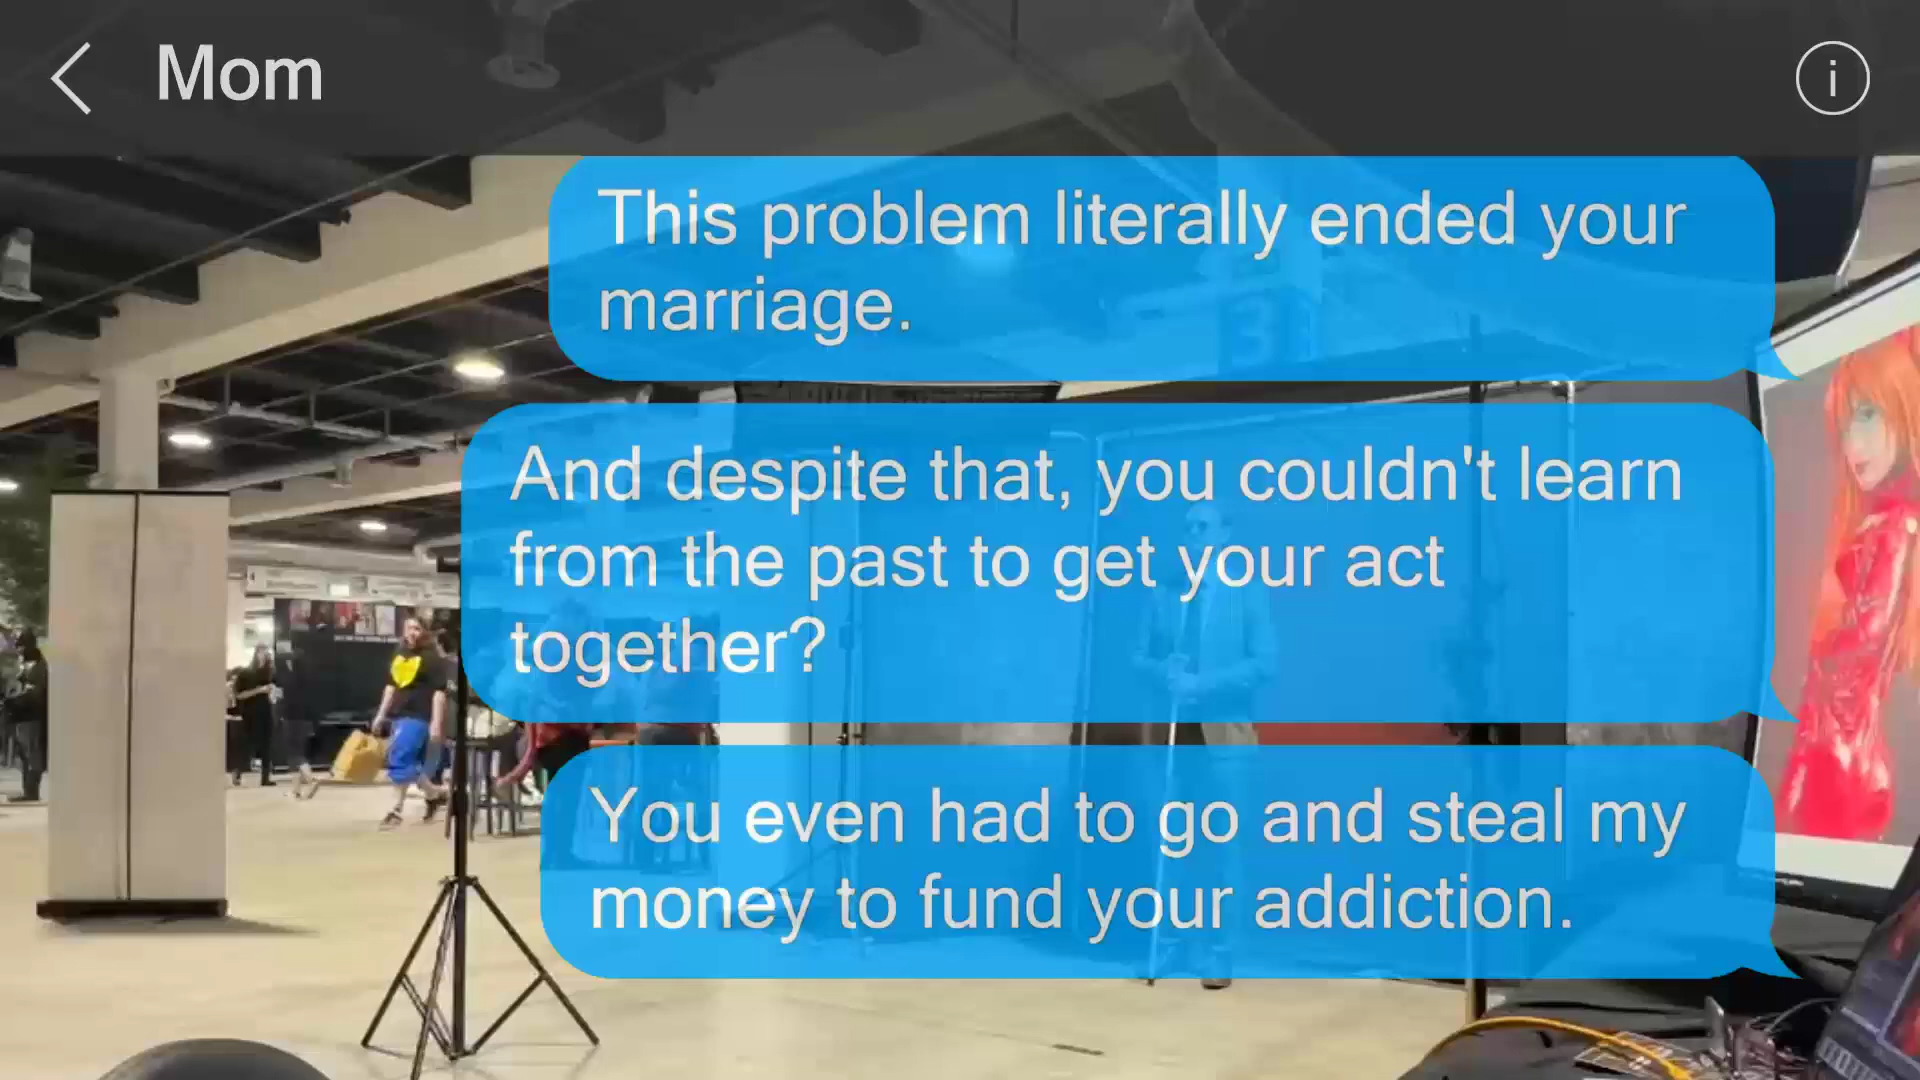 Mom
This problem literally ended your
marriage.
And despite that, you couldn't learn
from the past to get your act
together?
You even had to go and steal my
money to fund your addiction.
3